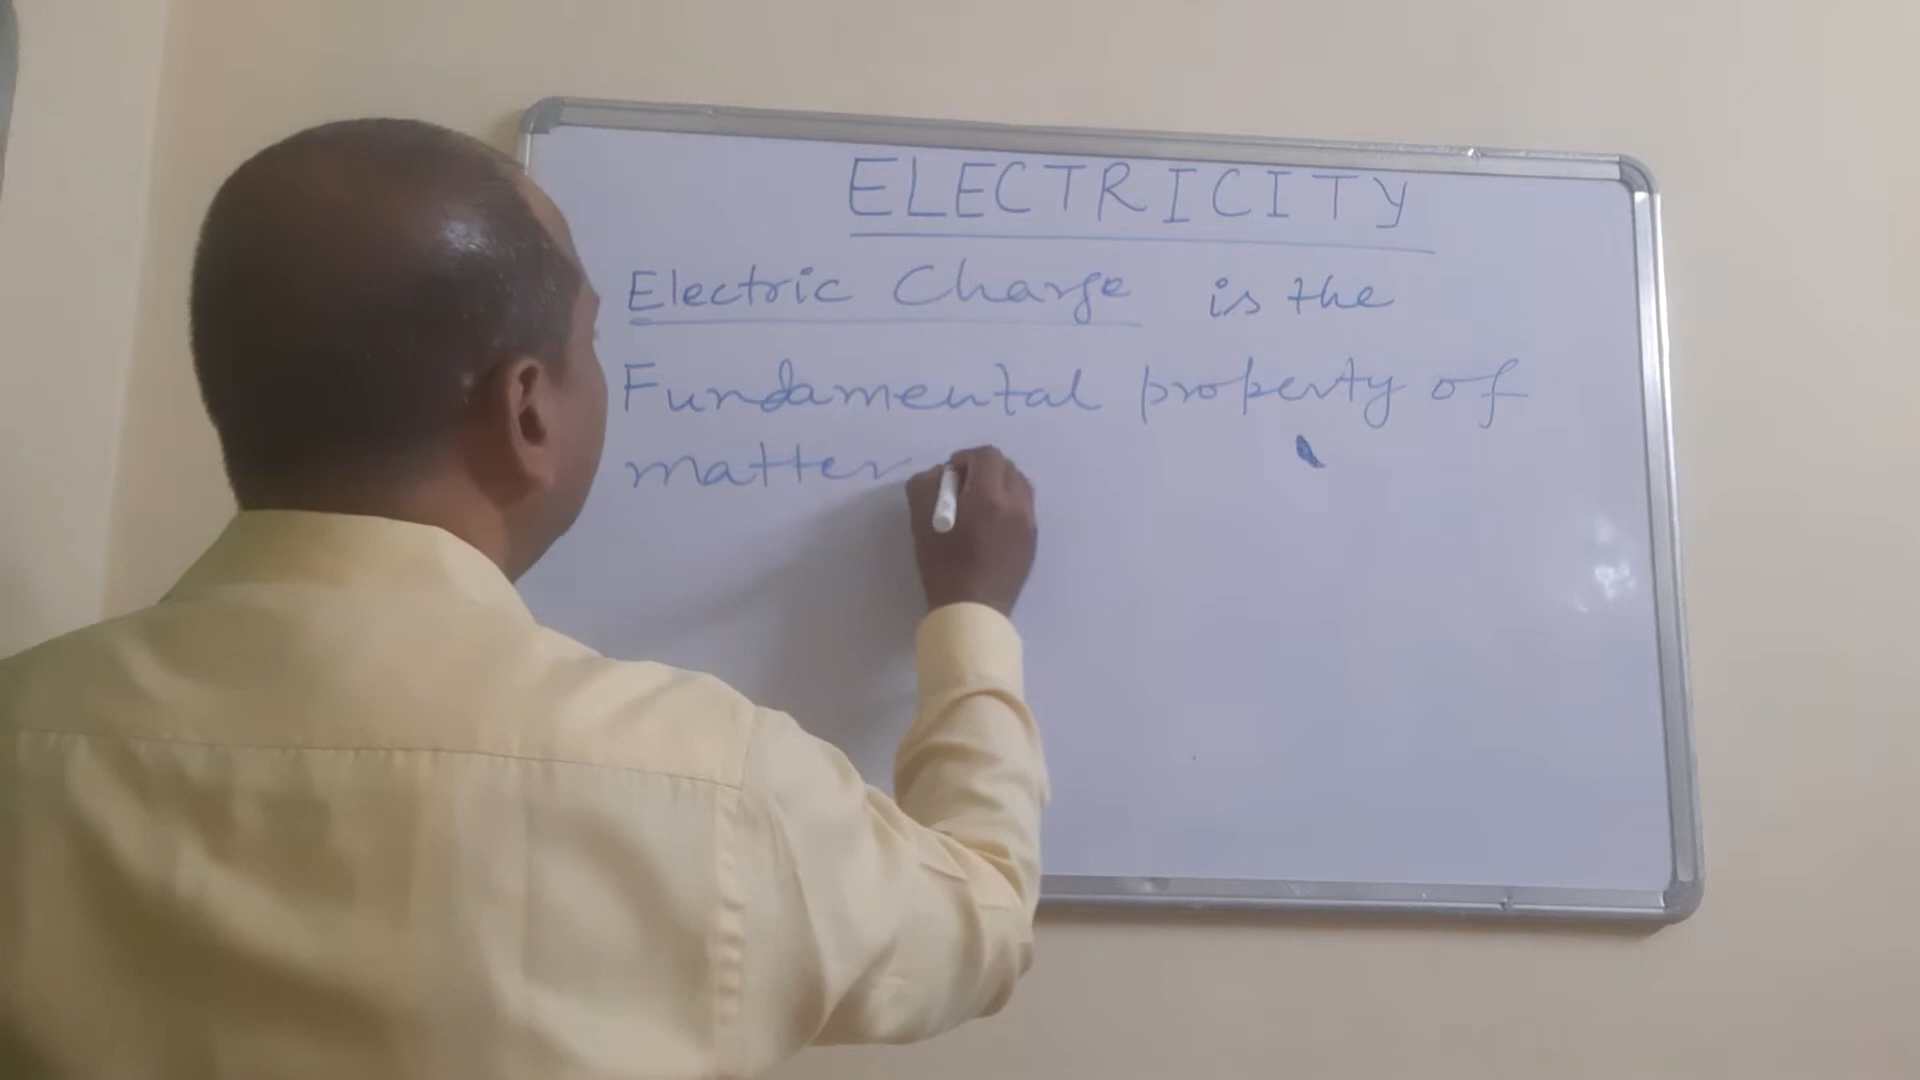 ELECTRICITY
Electric Charge is the
Fundamental property of
matter